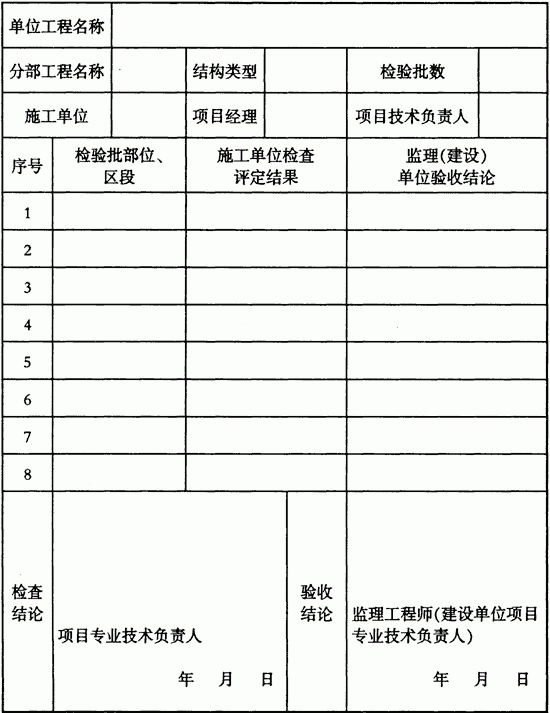 单位工程名称
分部工程名称 结构类型 检验批数
施工单位 项目经理 项目技术负责人
序号 检验批部位、 施工单位检查 监理(建设)
区段 评定结果 单位验收结论
1
2
3
4
5
6
7
8
检查 验收
结论 结论
项目专业技术负责人
年 月 日
监理工程师(建设单位项目
专业技术负责人)
年 月 日